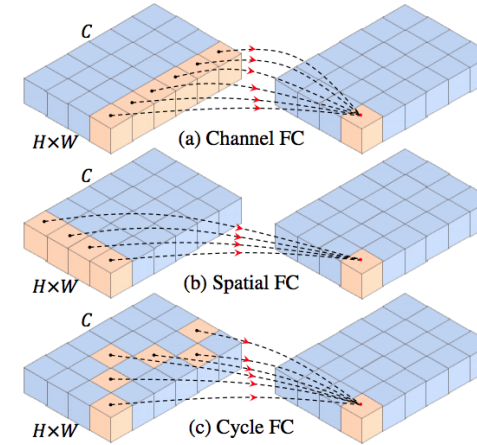 C
H×W
(a) Channel FC
C
H×W
(b) Spatial FC
C
H×W
(c) Cycle FC